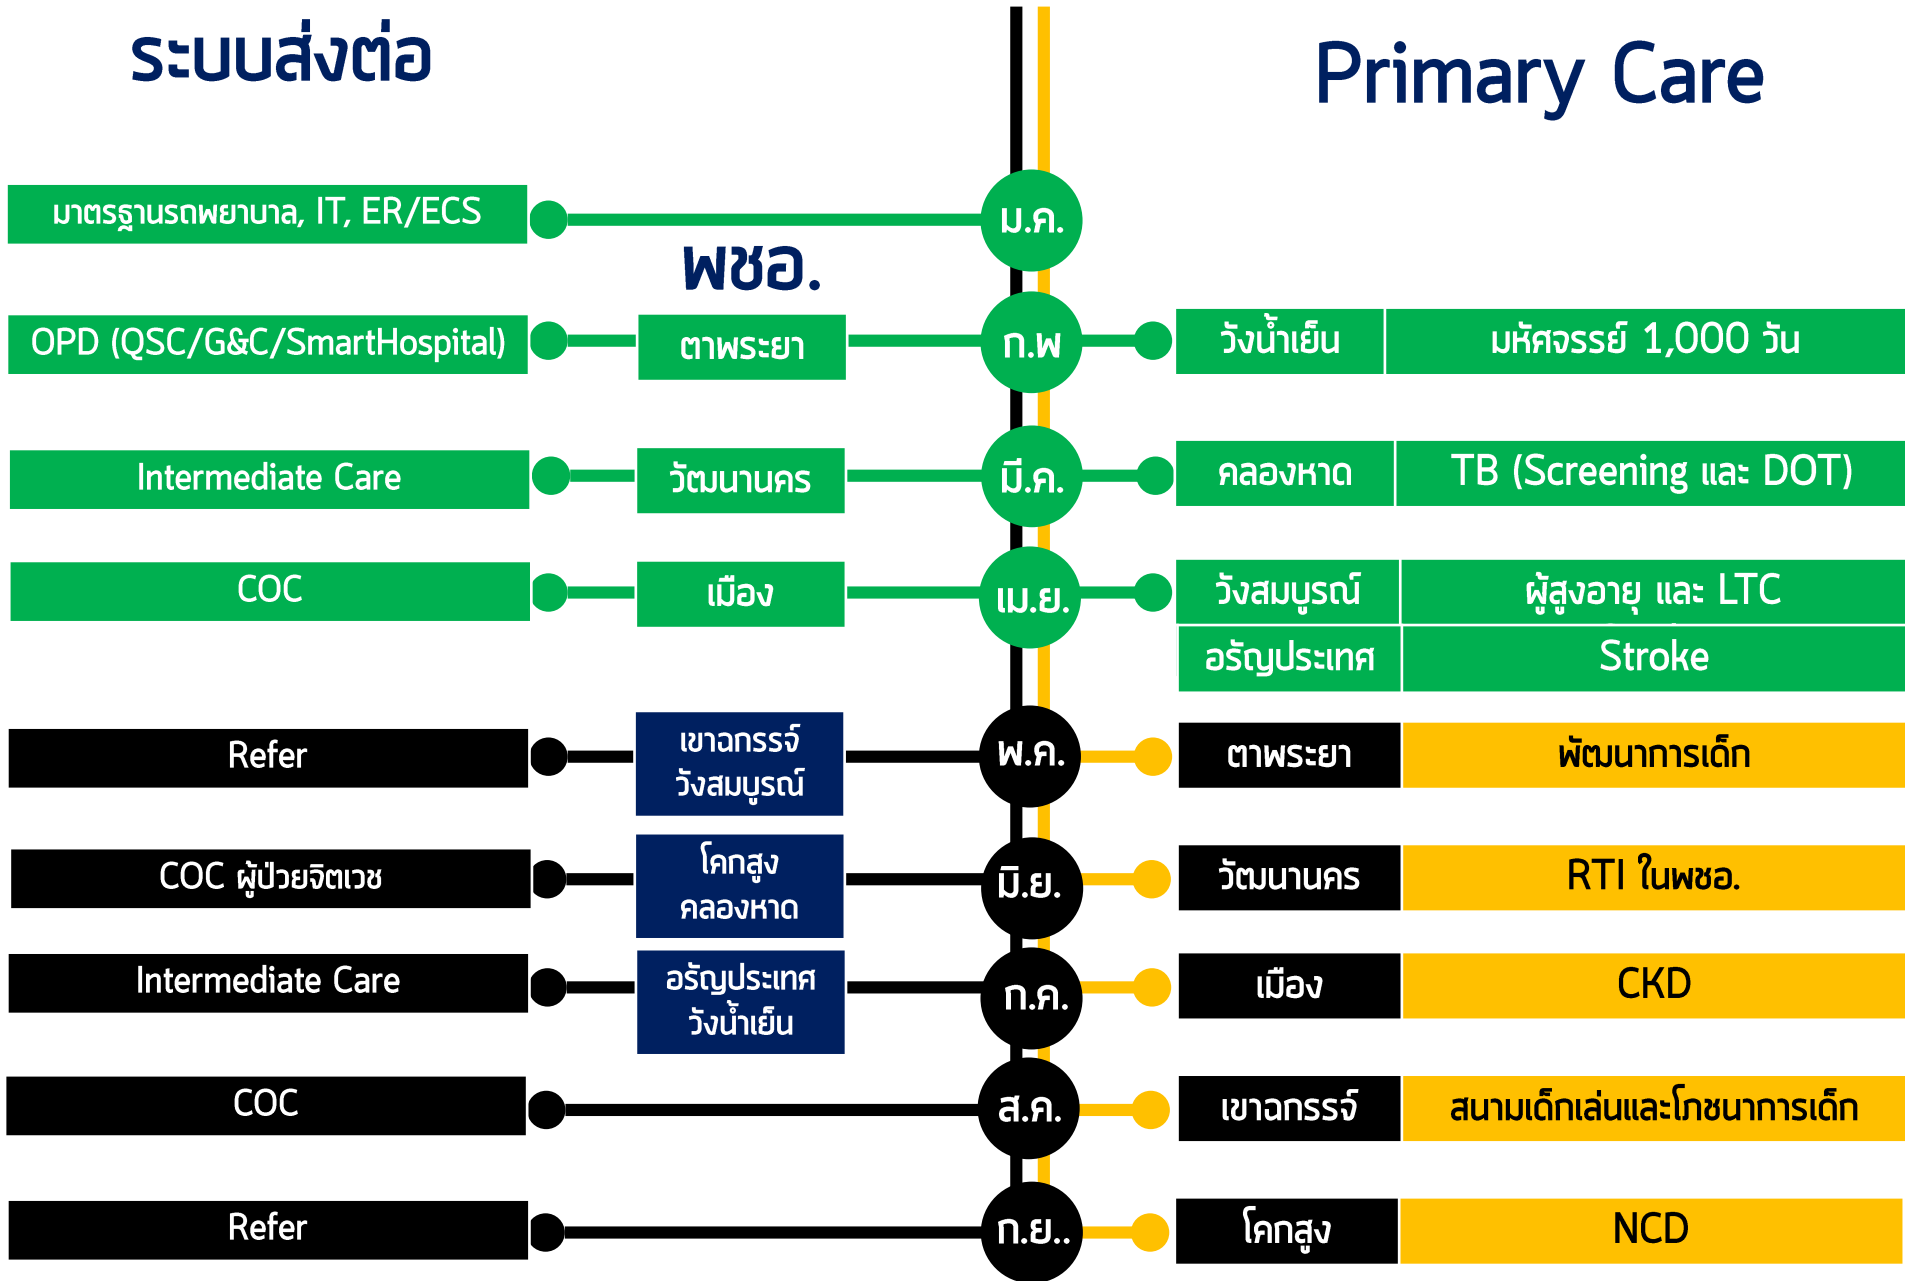 ระบบส่งต่อ
Primary Care
มาตรฐานรถพยาบาล, IT, ER/ECS
ม.ค.
พชอ.
OPD (QSC/G&C/SmartHospital)
ตาพระยา
ก.พ
วังน้ำเย็น
มหัศจรรย์ 1,000 วัน
Intermediate Care
วัฒนานคร
มี.ค.
คลองหาด
TB (Screening และ DOT)
COC
เมือง
เม.ย.
วังสมบูรณ์
ผู้สูงอายุ และ LTC
อรัญประเทศ
Stroke
Refer
เขาฉกรรจ์
วังสมบูรณ์
พ.ค.
ตาพระยา
พัฒนาการเด็ก
COC ผู้ป่วยจิตเวช
โคกสูง
คลองหาด
มิ.ย.
วัฒนานคร
RTI ในพชอ.
Intermediate Care
อรัญประเทศ
วังน้ำเย็น
ก.ค.
เมือง
CKD
COC
ส.ค.
เขาฉกรรจ์
สนามเด็กเล่นและโภชนาการเด็ก
Refer
ก.ย..
โคกสูง
NCD